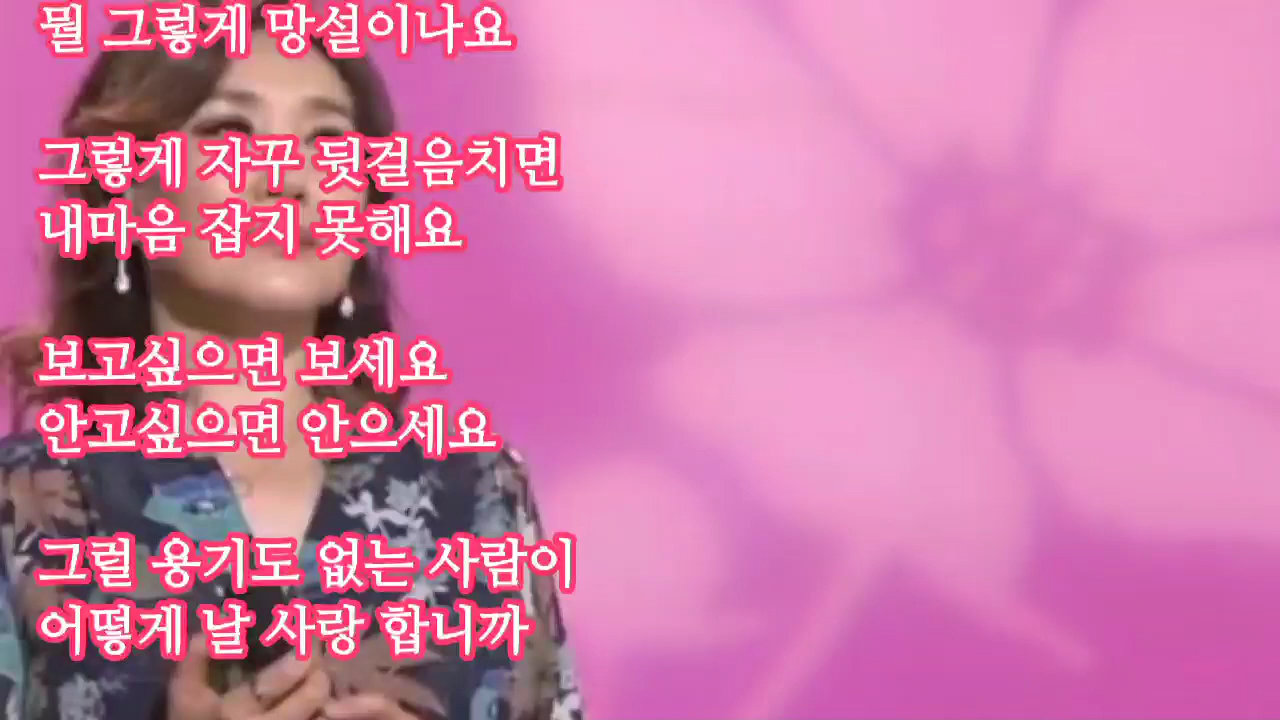 뭘 그렇게 망설이나요
그렇게 자꾸 뒷걸음치면
내마음 잡지 못해요
보고싶으면 보세요
안고싶으면 안으세요
그럴 용기도 없는 사람이
어떻게 날 사랑 합니까